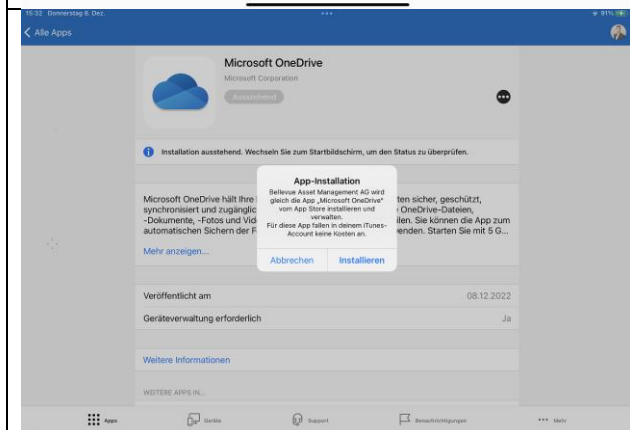 15:32 Donnerstag 8. Dez.
91%
Alle Apps
Microsoft OneDrive
Microsoft Corporation
Ausstehend
Installation ausstehend. Wechseln Sie zum Startbildschirm, um den Status zu überprüfen.
App-Installation
Bellevue Asset Management AG wird
gleich die App „Microsoft OneDrive“
vom App Store installieren und
verwalten.
Für diese App fallen in deinem iTunes-
Account keine Kosten an.
Abbrechen Installieren
Microsoft OneDrive hält Ihre ten sicher, geschützt,
synchronisiert und zugänglic OneDrive-Dateien,
-Dokumente, -Fotos und Vid ilen. Sie können die App zum
automatischen Sichern der F enden. Starten Sie mit 5 G...
Mehr anzeigen...
Veröffentlicht am 08.12.2022
Geräteverwaltung erforderlich Ja
Weitere Informationen
WEITERE APPS IN...
Apps Geräte Support Benachrichtigungen Mehr